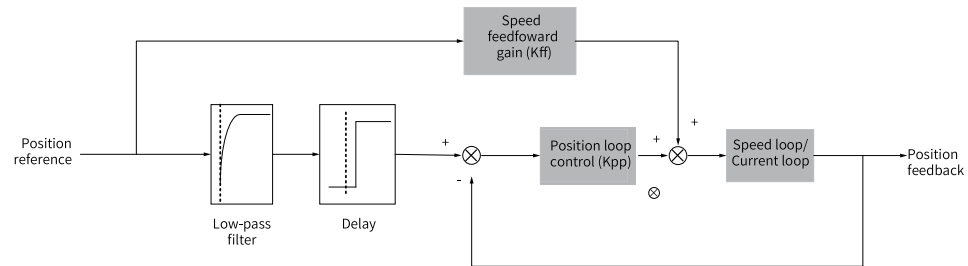 Speed
feedfoward
gain (Kff)
Position
reference
Low-pass
filter
Delay
+
-
Position loop
control (Kpp)
+
+
Speed loop/
Current loop
Position
feedback